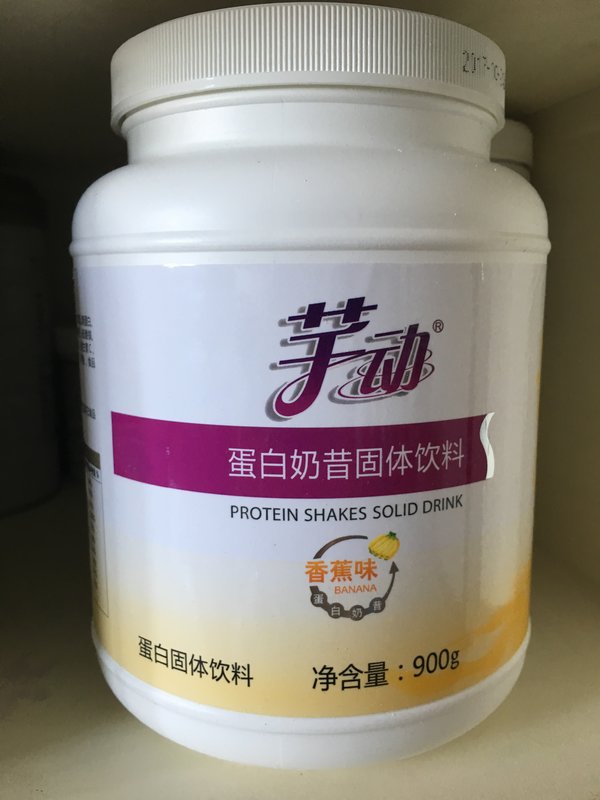 芋动®
蛋白奶昔固体饮料
PROTEIN SHAKES SOLID DRINK
香蕉味
BANANA
蛋白奶昔
蛋白固体饮料
净含量：900g